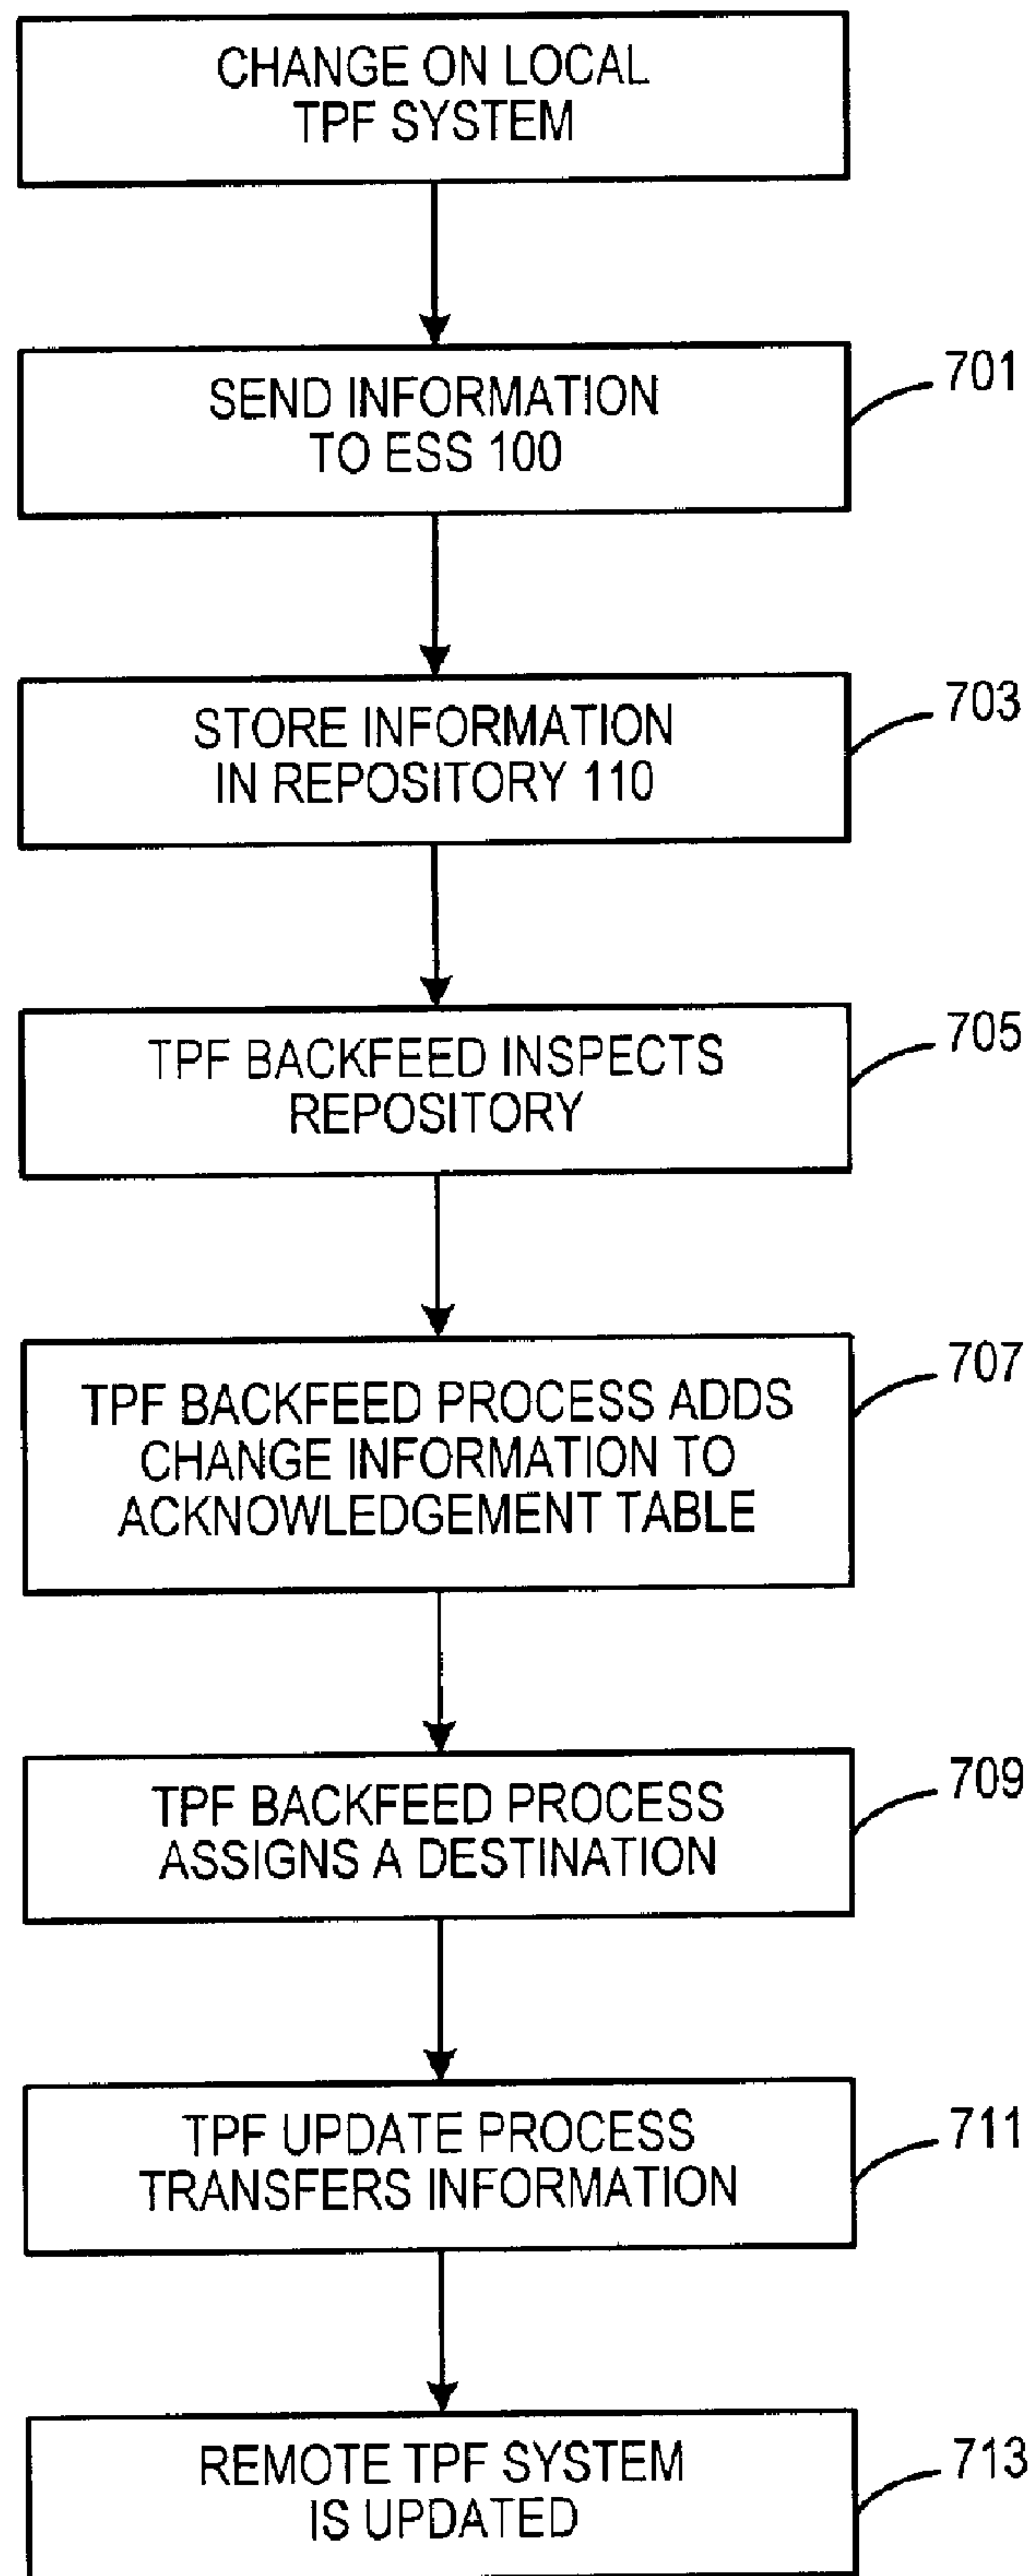 CHANGE ON LOCAL
TPF SYSTEM
SEND INFORMATION
TO ESS 100
701
STORE INFORMATION
IN REPOSITORY 110
703
TPF BACKFEED INSPECTS
REPOSITORY
705
TPF BACKFEED PROCESS ADDS
CHANGE INFORMATION TO
ACKNOWLEDGEMENT TABLE
707
TPF BACKFEED PROCESS
ASSIGNS A DESTINATION
709
TPF UPDATE PROCESS
TRANSFERS INFORMATION
711
REMOTE TPF SYSTEM
IS UPDATED
713